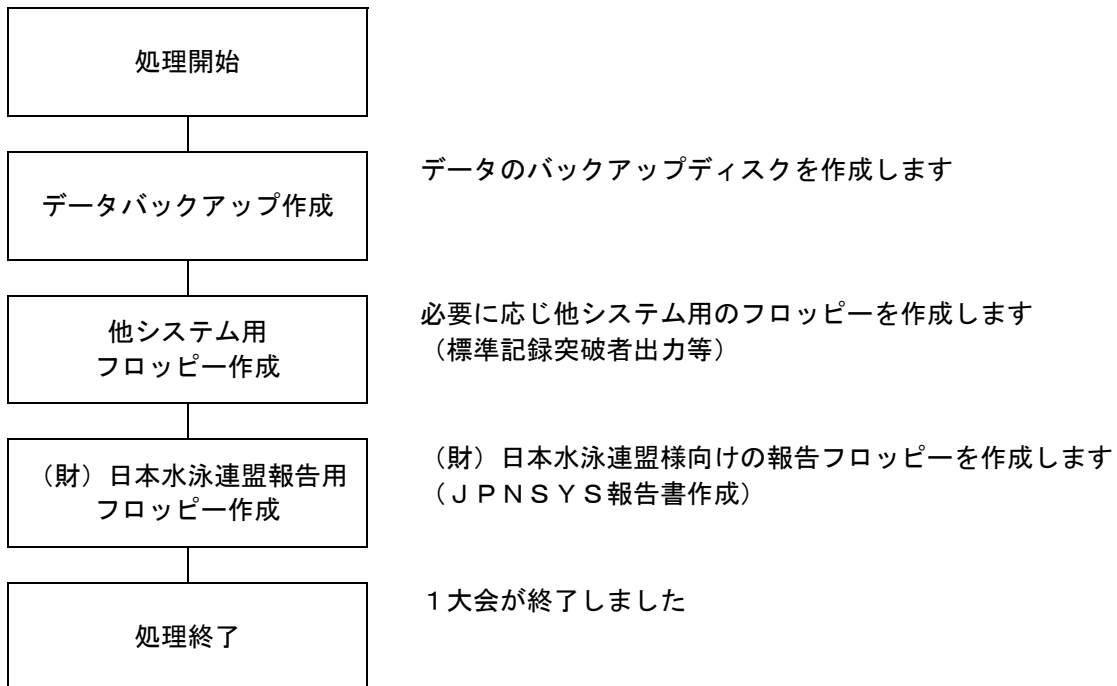 処理開始
データバックアップ作成
データのバックアップディスクを作成します
他システム用
フロッピー作成
必要に応じ他システム用のフロッピーを作成します
（標準記録突破者出力等）
（財）日本水泳連盟報告用
フロッピー作成
（財）日本水泳連盟様向けの報告フロッピーを作成します
（ＪＰＮＳＹＳ報告書作成）
処理終了
１大会が終了しました